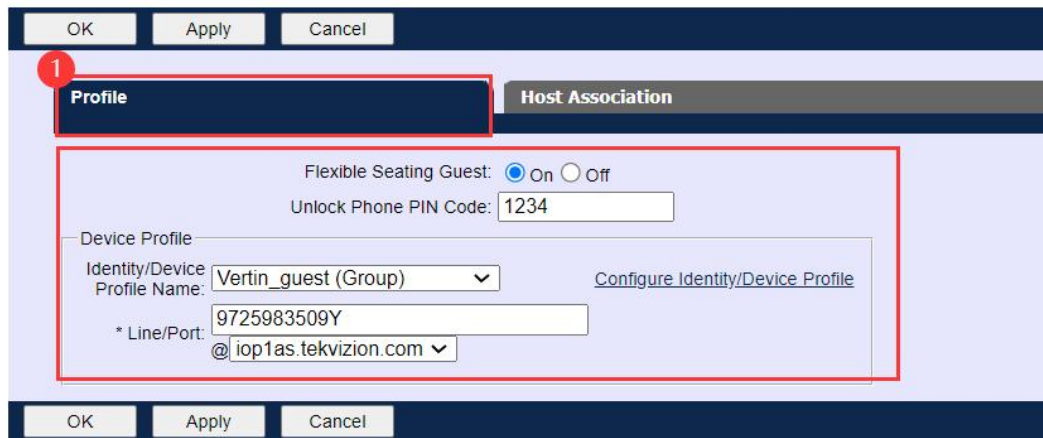 OK Apply Cancel
1
Profile Host Association
Flexible Seating Guest: On Off
Unlock Phone PIN Code: 1234
Device Profile
Identity/Device
Profile Name: Vertin_guest (Group) Configure Identity/Device Profile
* Line/Port: 9725983509Y
@ iop1as.tekvizion.com
OK Apply Cancel